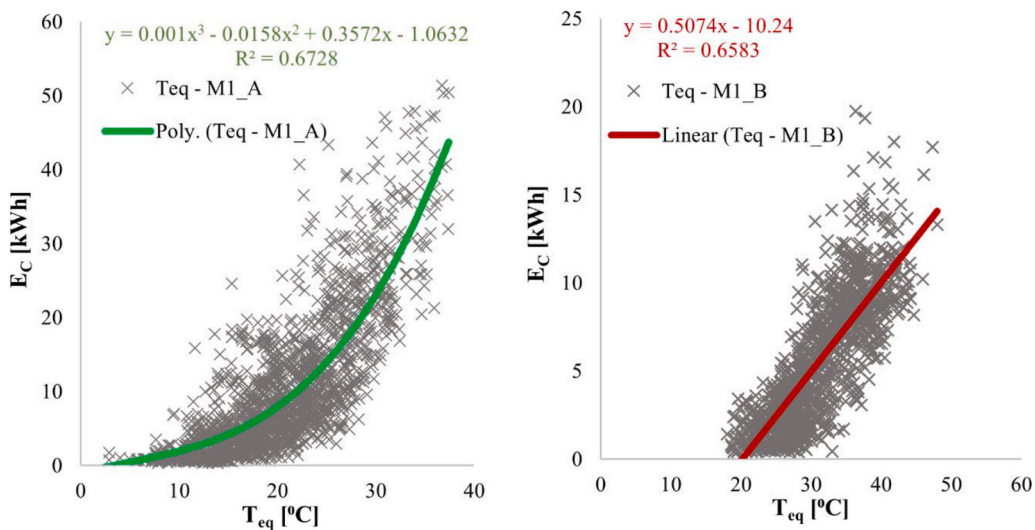 y = 0.001x³ - 0.0158x² + 0.3572x - 1.0632
R² = 0.6728
Teq - M1_A
Poly. (Teq - M1_A)
60
50
40
30
20
10
0
E_C [kWh]
0
10
20
30
40
T_eq [⁰C]
y = 0.5074x - 10.24
R² = 0.6583
Teq - M1_B
Linear (Teq - M1_B)
25
20
15
10
5
0
E_C [kWh]
0
10
20
30
40
50
60
T_eq [⁰C]